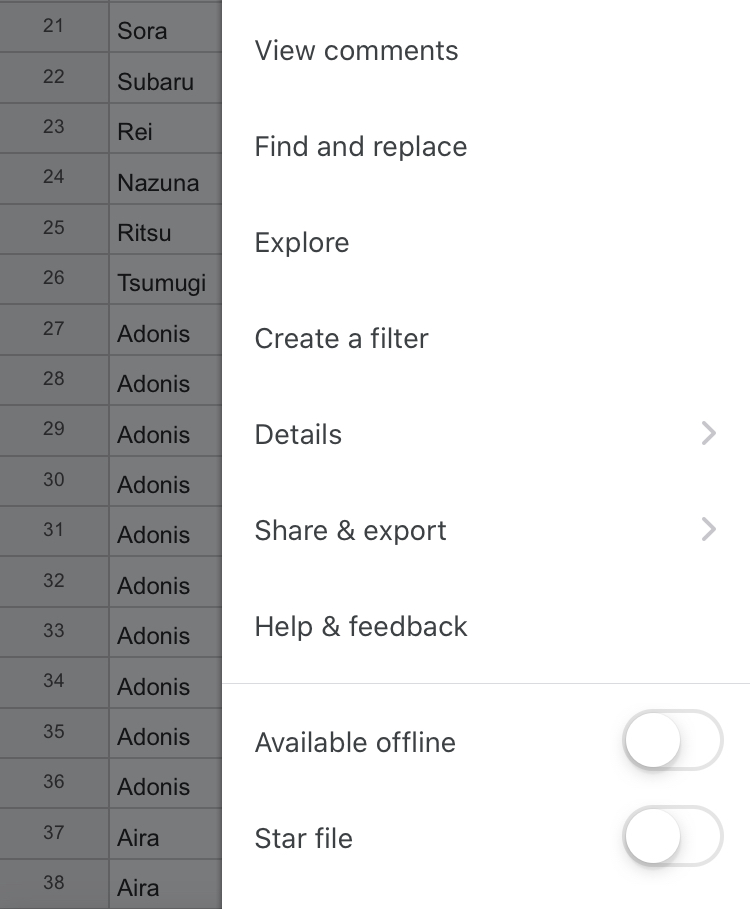 21 Sora
22 Subaru
23 Rei
24 Nazuna
25 Ritsu
26 Tsumugi
27 Adonis
28 Adonis
29 Adonis
30 Adonis
31 Adonis
32 Adonis
33 Adonis
34 Adonis
35 Adonis
36 Adonis
37 Aira
38 Aira
View comments
Find and replace
Explore
Create a filter
Details
Share & export
Help & feedback
Available offline
Star file